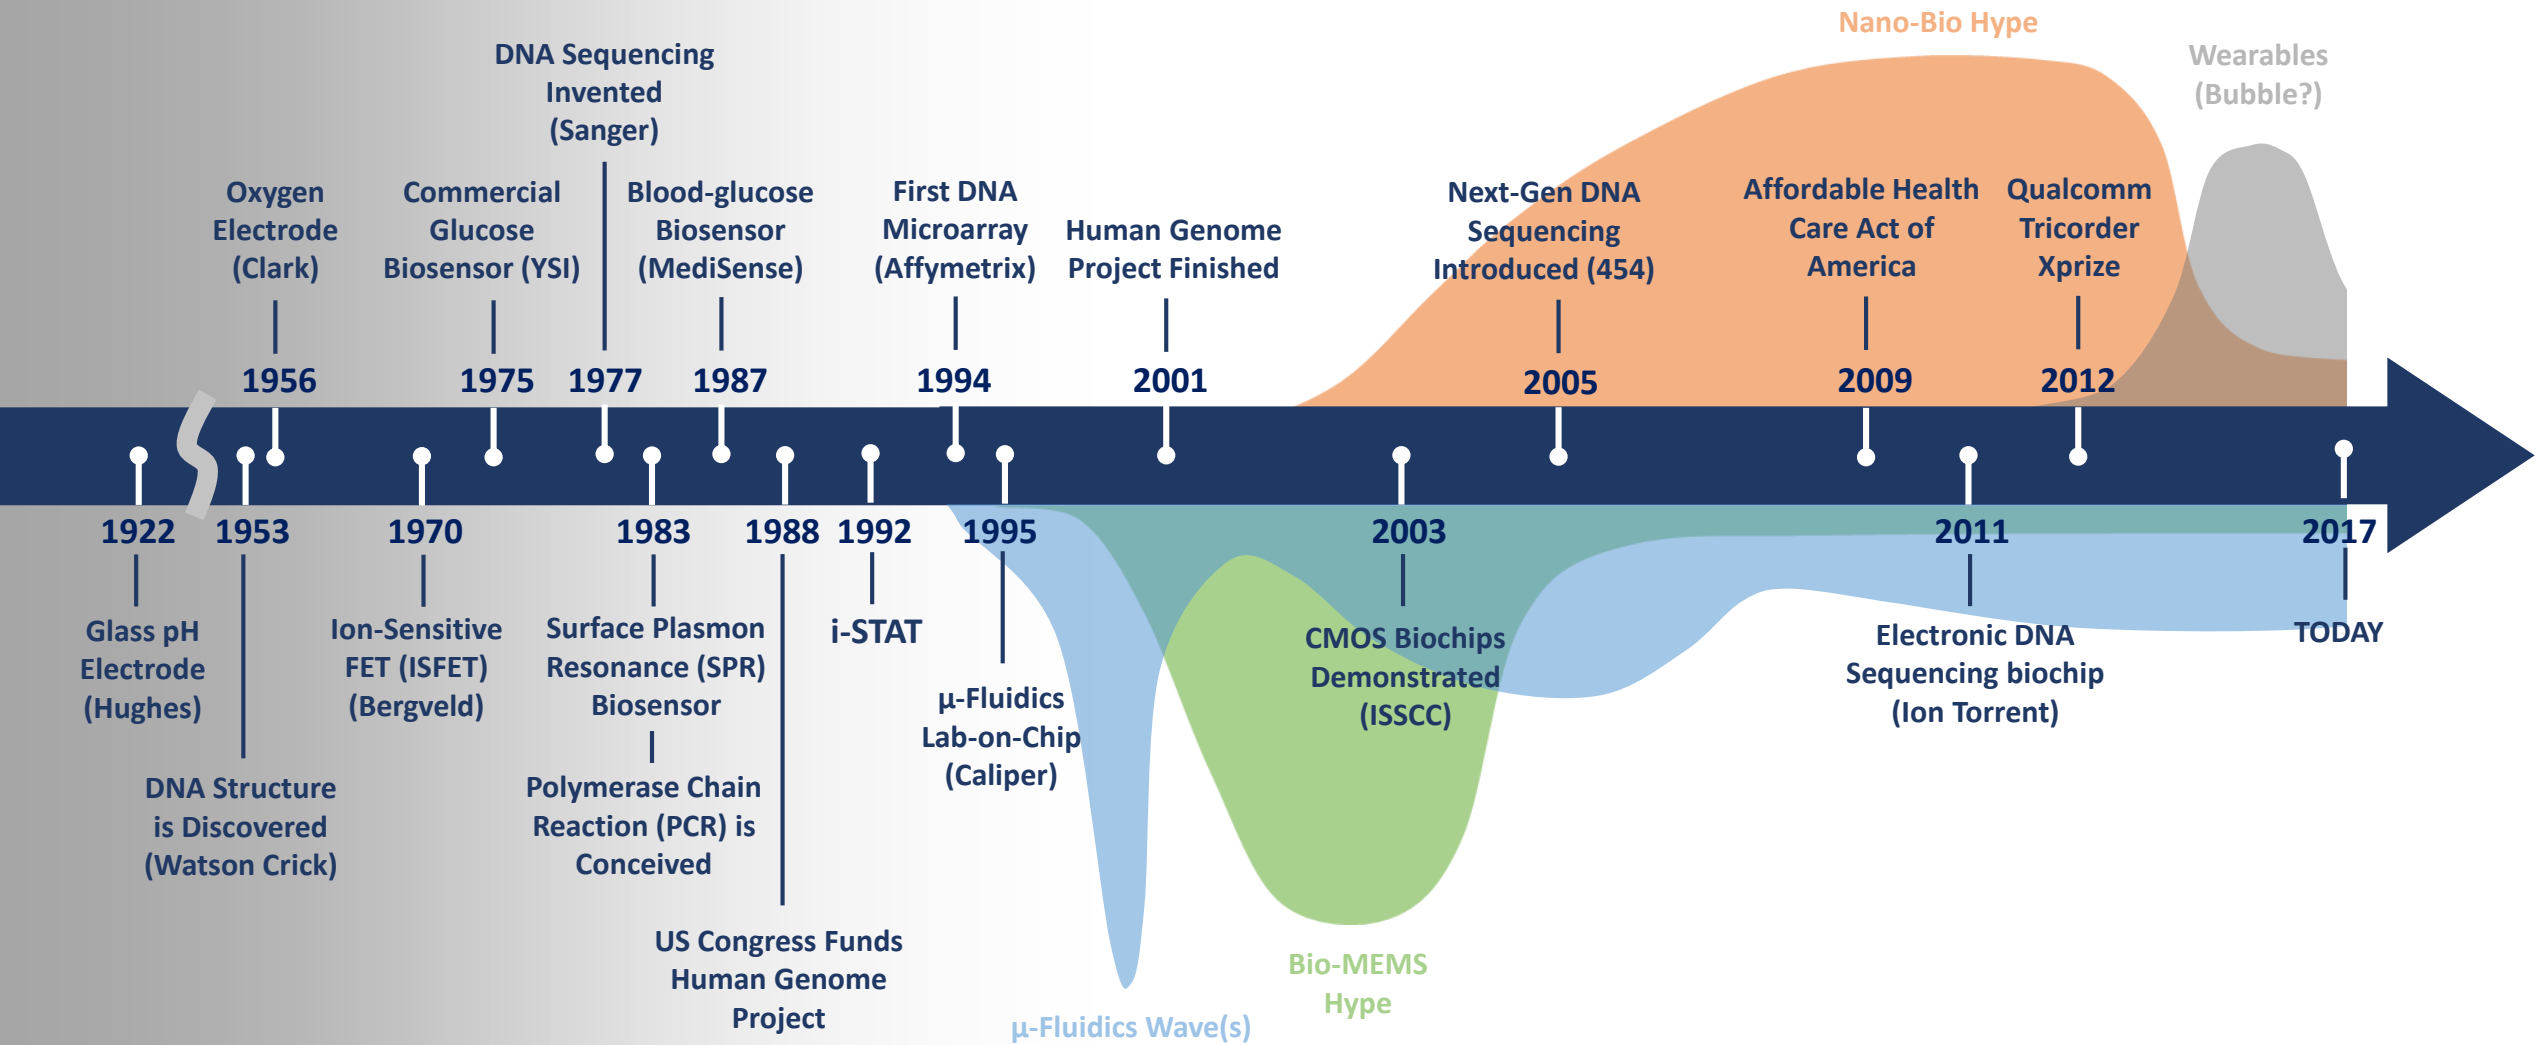 Nano-Bio Hype
Wearables
(Bubble?)
DNA Sequencing
Invented
(Sanger)
Oxygen
Electrode
(Clark)
Commercial
Glucose
Biosensor (YSI)
Blood-glucose
Biosensor
(MediSense)
First DNA
Microarray
(Affymetrix)
Human Genome
Project Finished
Next-Gen DNA
Sequencing
Introduced (454)
Affordable Health
Care Act of
America
Qualcomm
Tricorder
Xprize
1956
1975
1977
1987
1994
2001
2005
2009
2012
1922
1953
1970
1983
1988
1992
1995
2003
2011
2017
Glass pH
Electrode
(Hughes)
DNA Structure
is Discovered
(Watson Crick)
Ion-Sensitive
FET (ISFET)
(Bergveld)
Surface Plasmon
Resonance (SPR)
Biosensor
Polymerase Chain
Reaction (PCR) is
Conceived
US Congress Funds
Human Genome
Project
i-STAT
µ-Fluidics
Lab-on-Chip
(Caliper)
CMOS Biochips
Demonstrated
(ISSCC)
Electronic DNA
Sequencing biochip
(Ion Torrent)
TODAY
Bio-MEMS
Hype
µ-Fluidics Wave(s)